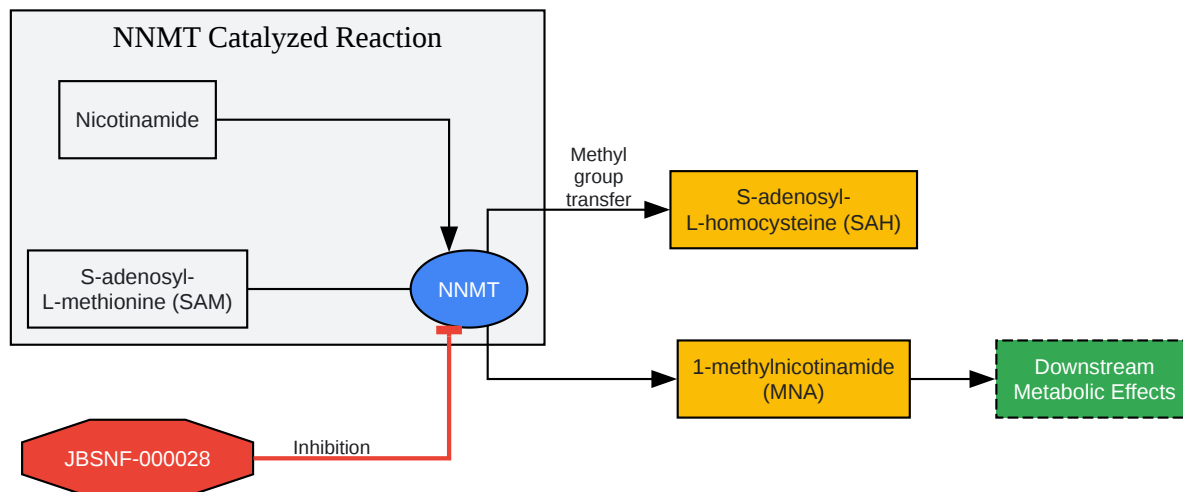 NNMT Catalyzed Reaction
Nicotinamide
Methyl
group
transfer
S-adenosyl-
L-homocysteine (SAH)
S-adenosyl-
L-methionine (SAM)
NNMT
1-methylnicotinamide
(MNA)
Downstream
Metabolic Effects
Inhibition
JBSNF-000028